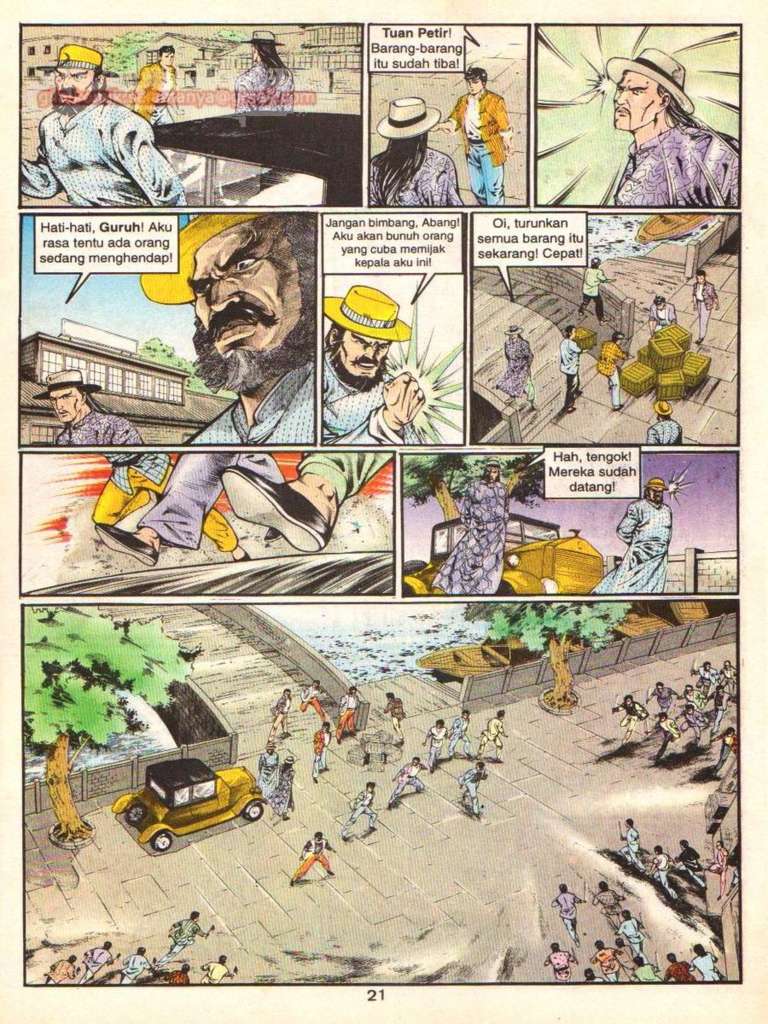 Tuan Petir!
Barang-barang
itu sudah tiba!
Hati-hati, Guruh! Aku
rasa tentu ada orang
sedang menghendap!
Jangan bimbang, Abang!
Aku akan bunuh orang
yang cuba memijak
kepala aku ini!
Oi, turunkan
semua barang itu
sekarang! Cepat!
Hah, tengok!
Mereka sudah
datang!
21